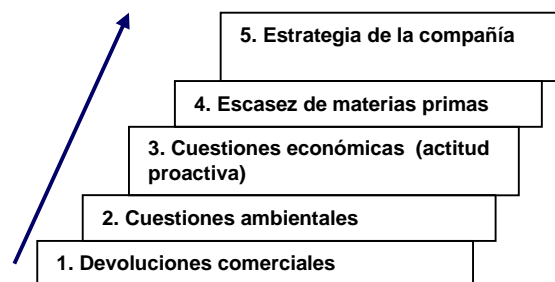 5. Estrategia de la compañía
4. Escasez de materias primas
3. Cuestiones económicas (actitud
proactiva)
2. Cuestiones ambientales
1. Devoluciones comerciales